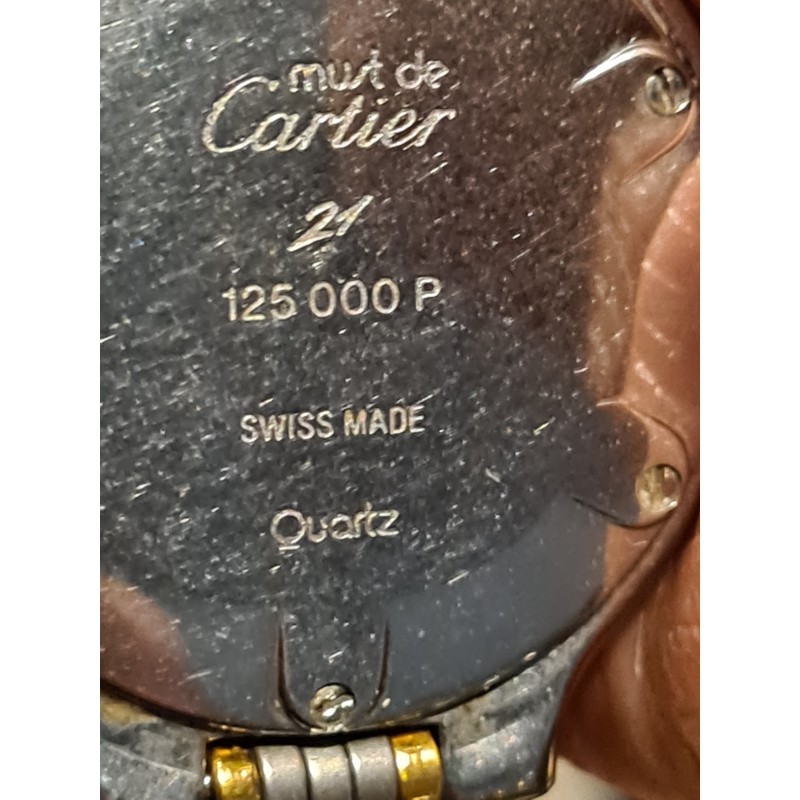 must de
Cartier
21
125 000 P
SWISS MADE
Quartz